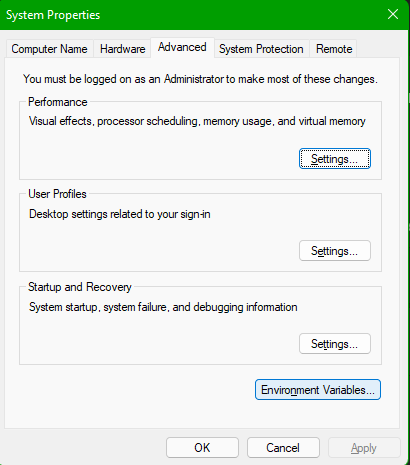 System Properties
Computer Name Hardware Advanced System Protection Remote
You must be logged on as an Administrator to make most of these changes.
Performance
Visual effects, processor scheduling, memory usage, and virtual memory
Settings...
User Profiles
Desktop settings related to your sign-in
Settings...
Startup and Recovery
System startup, system failure, and debugging information
Settings...
Environment Variables...
OK Cancel Apply